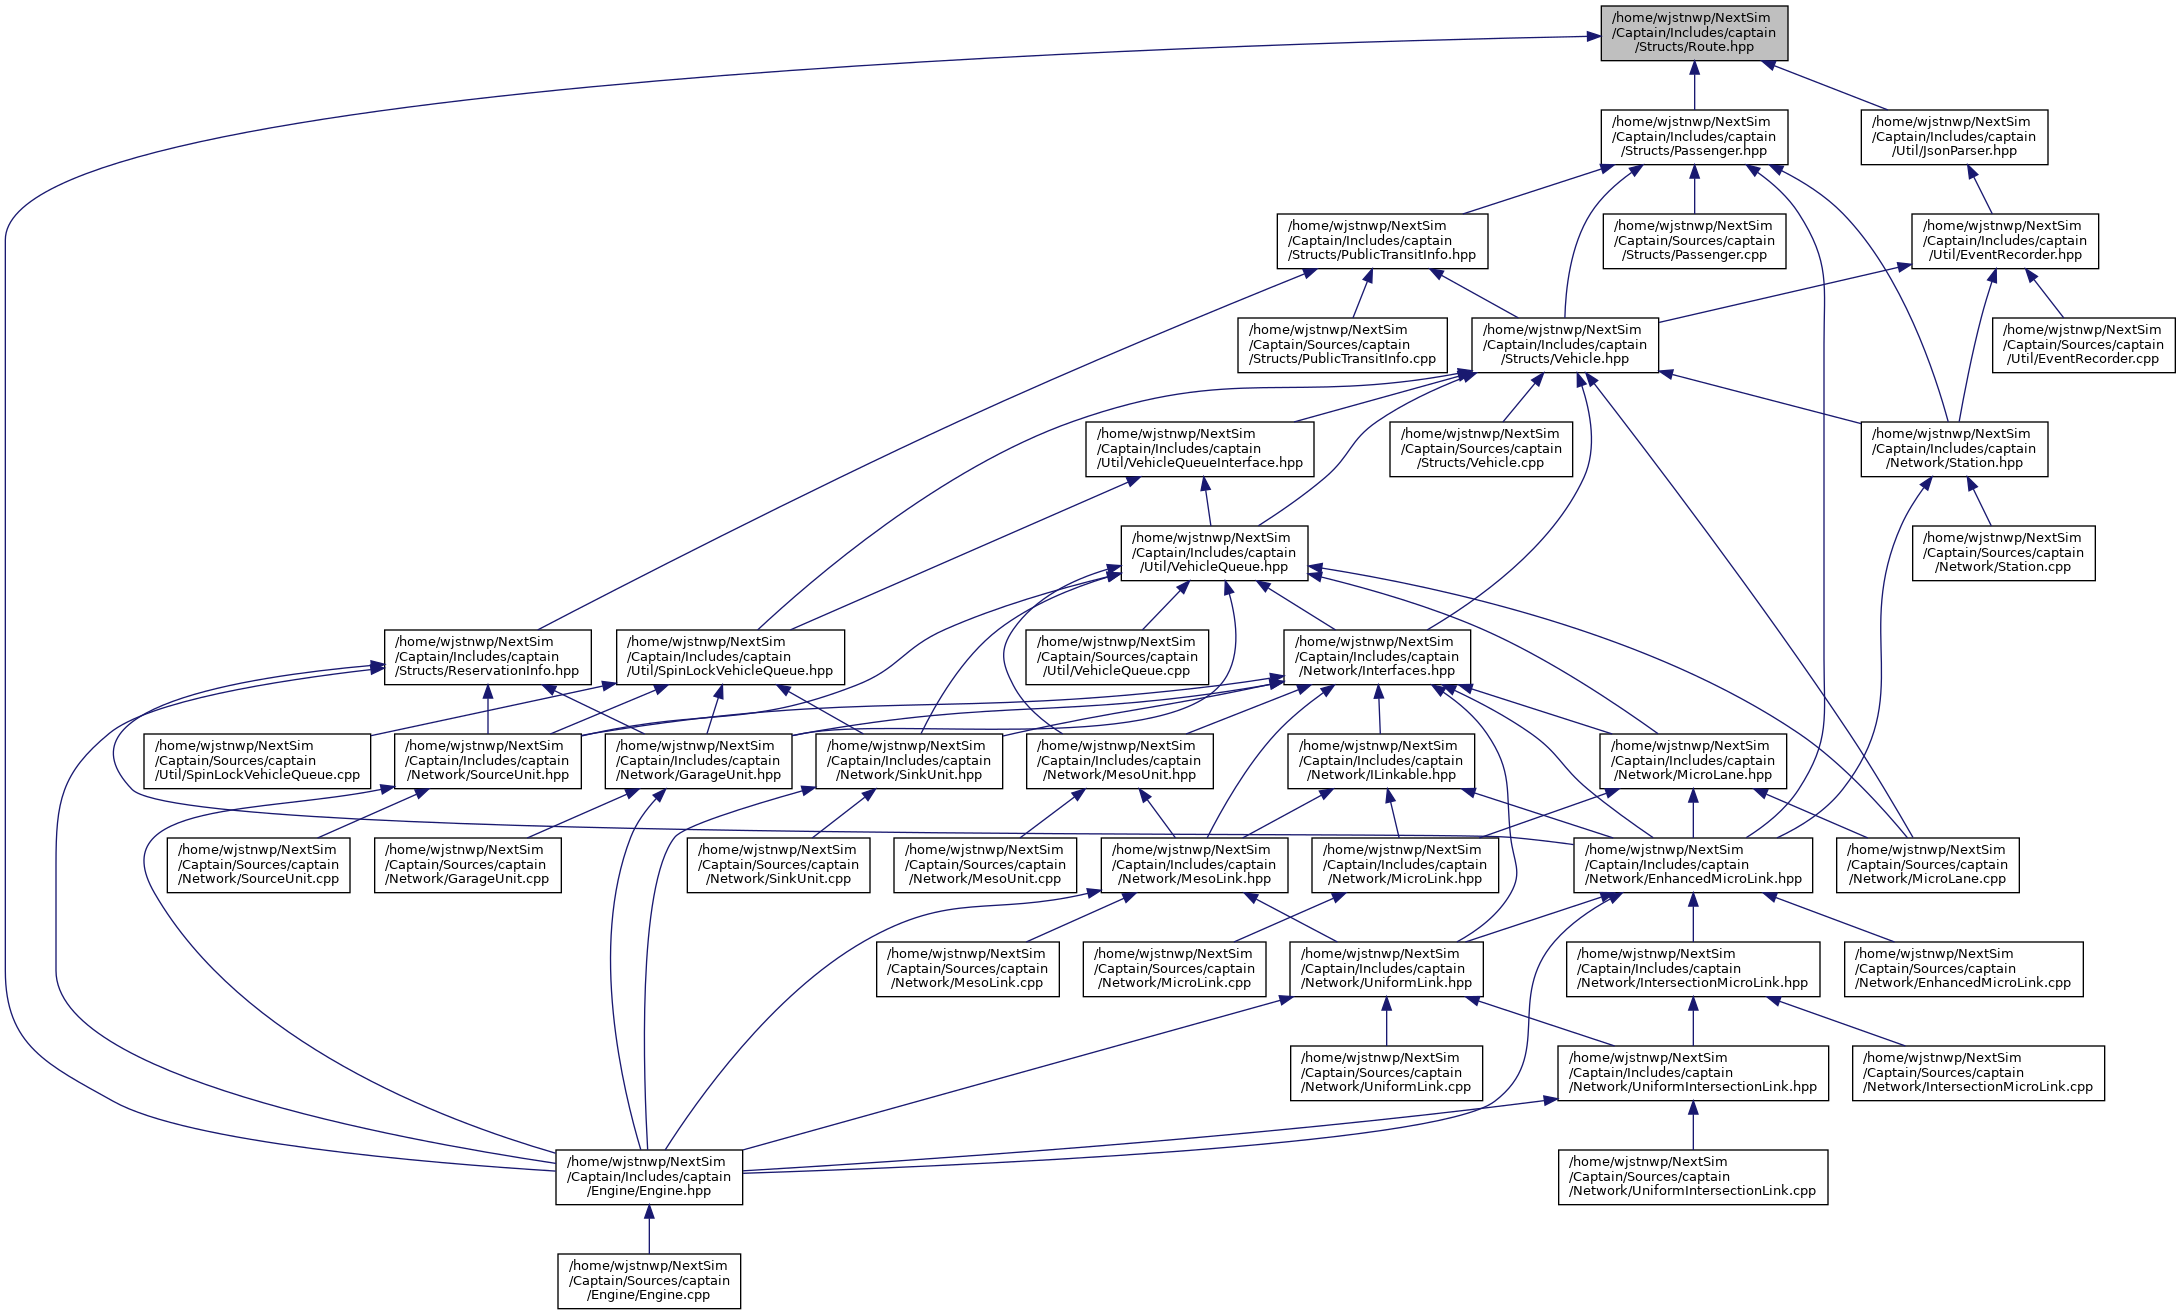 /home/wjstnwp/NextSim
/Captain/Includes/captain
/Structs/Route.hpp
/home/wjstnwp/NextSim
/Captain/Includes/captain
/Structs/Passenger.hpp
/home/wjstnwp/NextSim
/Captain/Includes/captain
/Util/JsonParser.hpp
/home/wjstnwp/NextSim
/Captain/Includes/captain
/Structs/PublicTransitInfo.hpp
/home/wjstnwp/NextSim
/Captain/Sources/captain
/Structs/Passenger.cpp
/home/wjstnwp/NextSim
/Captain/Includes/captain
/Util/EventRecorder.hpp
/home/wjstnwp/NextSim
/Captain/Sources/captain
/Structs/PublicTransitInfo.cpp
/home/wjstnwp/NextSim
/Captain/Includes/captain
/Structs/Vehicle.hpp
/home/wjstnwp/NextSim
/Captain/Sources/captain
/Util/EventRecorder.cpp
/home/wjstnwp/NextSim
/Captain/Includes/captain
/Util/VehicleQueueInterface.hpp
/home/wjstnwp/NextSim
/Captain/Sources/captain
/Structs/Vehicle.cpp
/home/wjstnwp/NextSim
/Captain/Includes/captain
/Network/Station.hpp
/home/wjstnwp/NextSim
/Captain/Includes/captain
/Util/VehicleQueue.hpp
/home/wjstnwp/NextSim
/Captain/Sources/captain
/Network/Station.cpp
/home/wjstnwp/NextSim
/Captain/Includes/captain
/Structs/ReservationInfo.hpp
/home/wjstnwp/NextSim
/Captain/Includes/captain
/Util/SpinLockVehicleQueue.hpp
/home/wjstnwp/NextSim
/Captain/Sources/captain
/Util/VehicleQueue.cpp
/home/wjstnwp/NextSim
/Captain/Includes/captain
/Network/Interfaces.hpp
/home/wjstnwp/NextSim
/Captain/Sources/captain
/Util/SpinLockVehicleQueue.cpp
/home/wjstnwp/NextSim
/Captain/Includes/captain
/Network/SourceUnit.hpp
/home/wjstnwp/NextSim
/Captain/Includes/captain
/Network/GarageUnit.hpp
/home/wjstnwp/NextSim
/Captain/Includes/captain
/Network/SinkUnit.hpp
/home/wjstnwp/NextSim
/Captain/Includes/captain
/Network/MesoUnit.hpp
/home/wjstnwp/NextSim
/Captain/Includes/captain
/Network/ILinkable.hpp
/home/wjstnwp/NextSim
/Captain/Includes/captain
/Network/MicroLane.hpp
/home/wjstnwp/NextSim
/Captain/Sources/captain
/Network/SourceUnit.cpp
/home/wjstnwp/NextSim
/Captain/Sources/captain
/Network/GarageUnit.cpp
/home/wjstnwp/NextSim
/Captain/Sources/captain
/Network/SinkUnit.cpp
/home/wjstnwp/NextSim
/Captain/Sources/captain
/Network/MesoUnit.cpp
/home/wjstnwp/NextSim
/Captain/Includes/captain
/Network/MesoLink.hpp
/home/wjstnwp/NextSim
/Captain/Includes/captain
/Network/MicroLink.hpp
/home/wjstnwp/NextSim
/Captain/Includes/captain
/Network/EnhancedMicroLink.hpp
/home/wjstnwp/NextSim
/Captain/Sources/captain
/Network/MicroLane.cpp
/home/wjstnwp/NextSim
/Captain/Sources/captain
/Network/MesoLink.cpp
/home/wjstnwp/NextSim
/Captain/Sources/captain
/Network/MicroLink.cpp
/home/wjstnwp/NextSim
/Captain/Includes/captain
/Network/UniformLink.hpp
/home/wjstnwp/NextSim
/Captain/Includes/captain
/Network/IntersectionMicroLink.hpp
/home/wjstnwp/NextSim
/Captain/Sources/captain
/Network/EnhancedMicroLink.cpp
/home/wjstnwp/NextSim
/Captain/Sources/captain
/Network/UniformLink.cpp
/home/wjstnwp/NextSim
/Captain/Includes/captain
/Network/UniformIntersectionLink.hpp
/home/wjstnwp/NextSim
/Captain/Sources/captain
/Network/IntersectionMicroLink.cpp
/home/wjstnwp/NextSim
/Captain/Includes/captain
/Engine/Engine.hpp
/home/wjstnwp/NextSim
/Captain/Sources/captain
/Network/UniformIntersectionLink.cpp
/home/wjstnwp/NextSim
/Captain/Sources/captain
/Engine/Engine.cpp